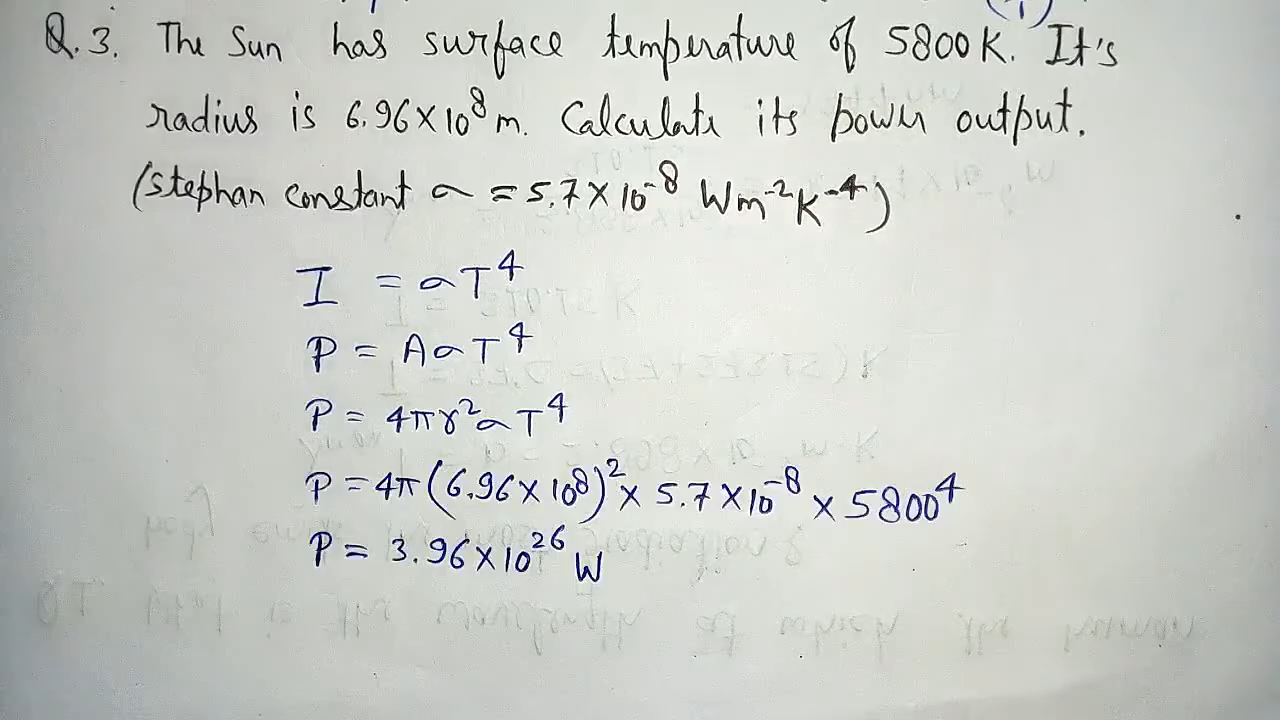 Q.3. The Sun has surface temperature of 5800K. It's
radius is 6.96×10⁸m. Calculate its power output.
(stephan constant σ = 5.7×10⁻⁸ Wm⁻²K⁻⁴)
I = σT⁴
P = AσT⁴
P = 4πr²σT⁴
P = 4π(6.96×10⁸)²×5.7×10⁻⁸×5800⁴
P = 3.96×10²⁶ W